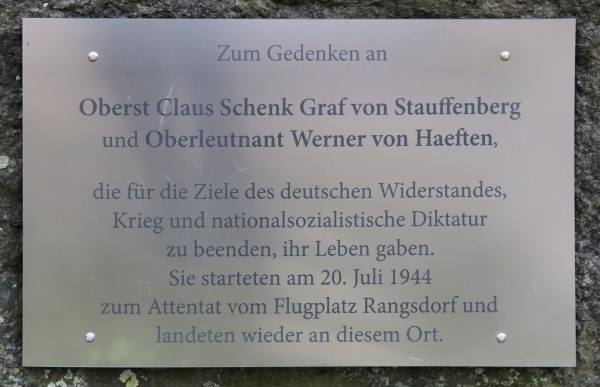 Zum Gedenken an
Oberst Claus Schenk Graf von Stauffenberg
und Oberleutnant Werner von Haeften,
die für die Ziele des deutschen Widerstandes,
Krieg und nationalsozialistische Diktatur
zu beenden, ihr Leben gaben.
Sie starteten am 20. Juli 1944
zum Attentat vom Flugplatz Rangsdorf und
landeten wieder an diesem Ort.